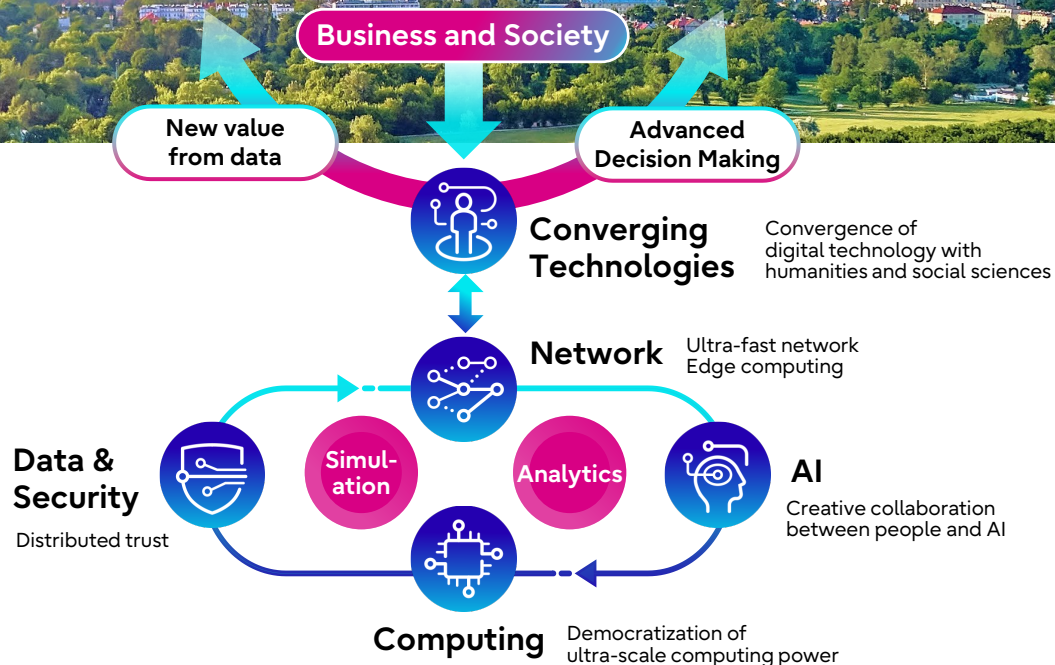 Business and Society
New value
from data
Advanced
Decision Making
Converging
Technologies
Convergence of
digital technology with
humanities and social sciences
Network
Ultra-fast network
Edge computing
Data &
Security
Distributed trust
Simul-
ation
Analytics
AI
Creative collaboration
between people and AI
Computing
Democratization of
ultra-scale computing power